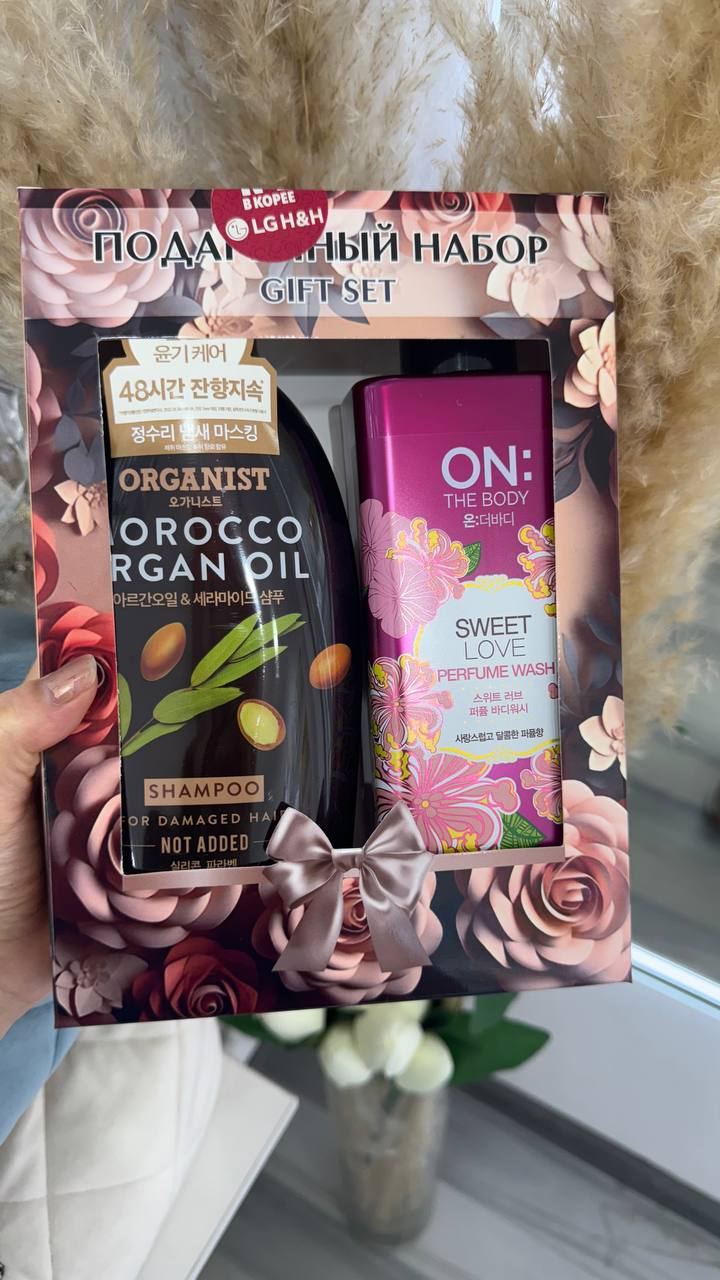 В КОРЕЕ
LG H&H
ПОДА НЫЙ НАБОР
GIFT SET
윤기 케어
48시간 잔향지속
정수리 냄새 마스킹
ORGANIST
오가니스트
OROCCO
RGAN OIL
아르간오일 & 세라마이드 샴푸
SHAMPOO
FOR DAMAGED HAI
NOT ADDED
실리콘, 파라벤
ON:
THE BODY
온:더바디
SWEET
LOVE
PERFUME WASH
스위트 러브
퍼퓸 바디워시
사랑스럽고 달콤한 퍼퓸향